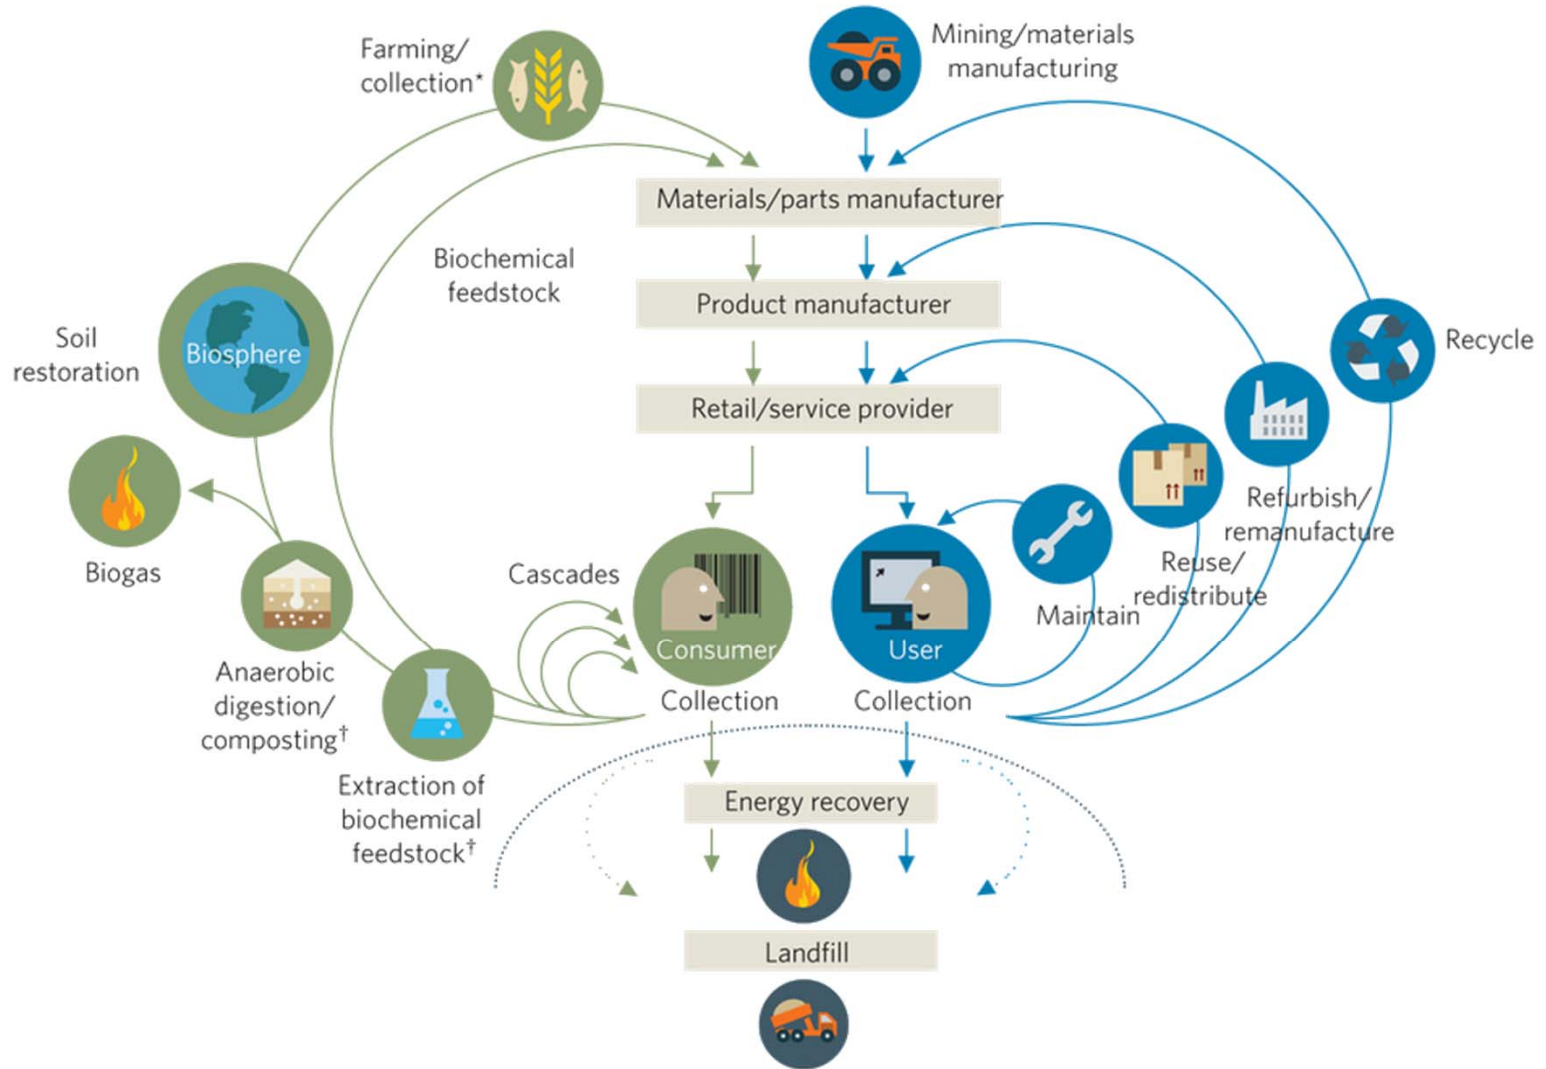 Farming/
collection*
Mining/materials
manufacturing
Materials/parts manufacturer
Biochemical
feedstock
Product manufacturer
Soil
restoration
Biosphere
Recycle
Retail/service provider
Biogas
Refurbish/
remanufacture
Reuse/
redistribute
Cascades
Maintain
Consumer
User
Anaerobic
digestion/
composting†
Collection
Collection
Extraction of
biochemical
feedstock†
Energy recovery
Landfill